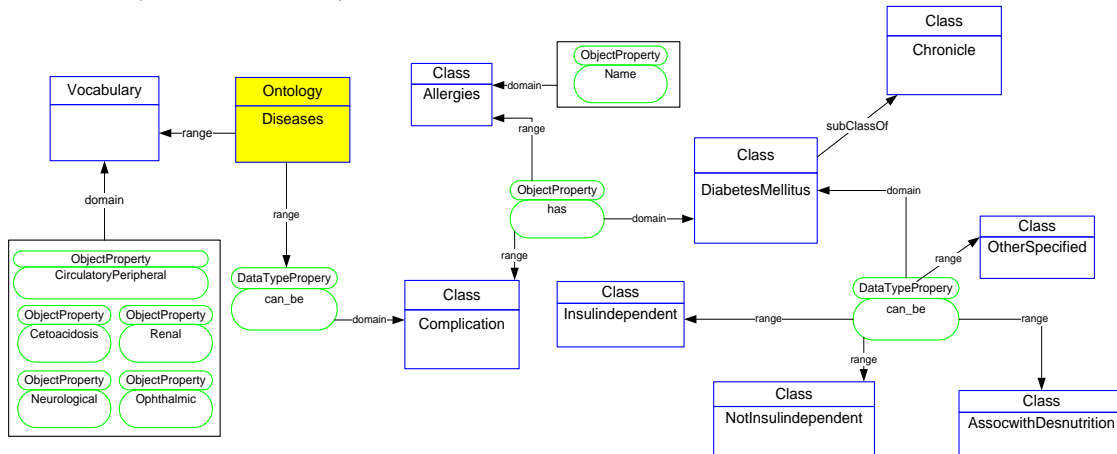 Class
Chronicle
subClassOf
Vocabulary
Ontology
Diseases
range
domain
range
ObjectProperty
CirculatoryPeripheral
ObjectProperty
Cetoacidosis
ObjectProperty
Renal
ObjectProperty
Neurological
ObjectProperty
Ophthalmic
DataTypePropery
can_be
domain
Class
Allergies
domain
ObjectProperty
Name
range
ObjectProperty
has
domain
range
Class
Complication
Class
DiabetesMellitus
domain
DataTypePropery
can_be
range
Class
OtherSpecified
range
Class
Insulindependent
range
Class
NotInsulindependent
range
Class
AssocwithDesnutrition